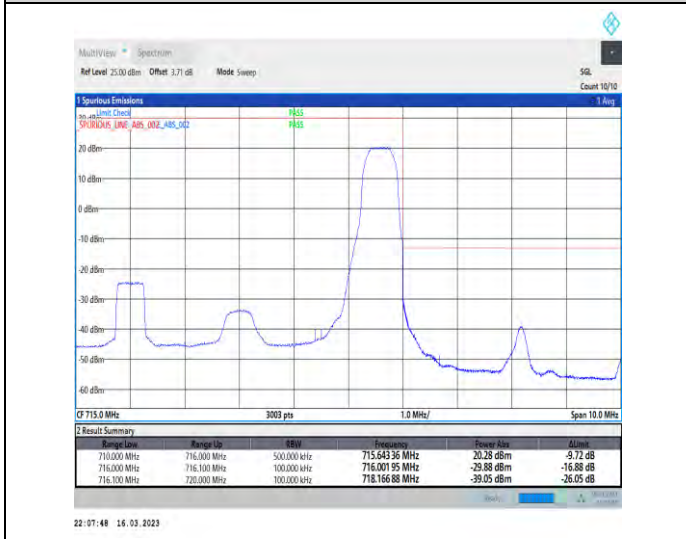 MultiView Spectrum
Ref Level 25.00 dBm Offset 3.71 dB Mode Sweep SGL
Count 10/10
1 Spurious Emissions 1 Avg
Limit Check PASS
_SPURIOUS_LINE_ABS_002_ABS_002 PASS
20 dBm
10 dBm
0 dBm
-10 dBm
-20 dBm
-30 dBm
-40 dBm
-50 dBm
-60 dBm
CF 715.0 MHz 3003 pts 1.0 MHz/ Span 10.0 MHz
2 Result Summary
Range Low Range Up RBW Frequency Power Abs ΔLimit
710.000 MHz 716.000 MHz 500.000 kHz 715.643 36 MHz 20.28 dBm -9.72 dB
716.000 MHz 716.100 MHz 100.000 kHz 716.001 95 MHz -29.88 dBm -16.88 dB
716.100 MHz 720.000 MHz 100.000 kHz 718.166 88 MHz -39.05 dBm -26.05 dB
22:07:48 16.03.2023